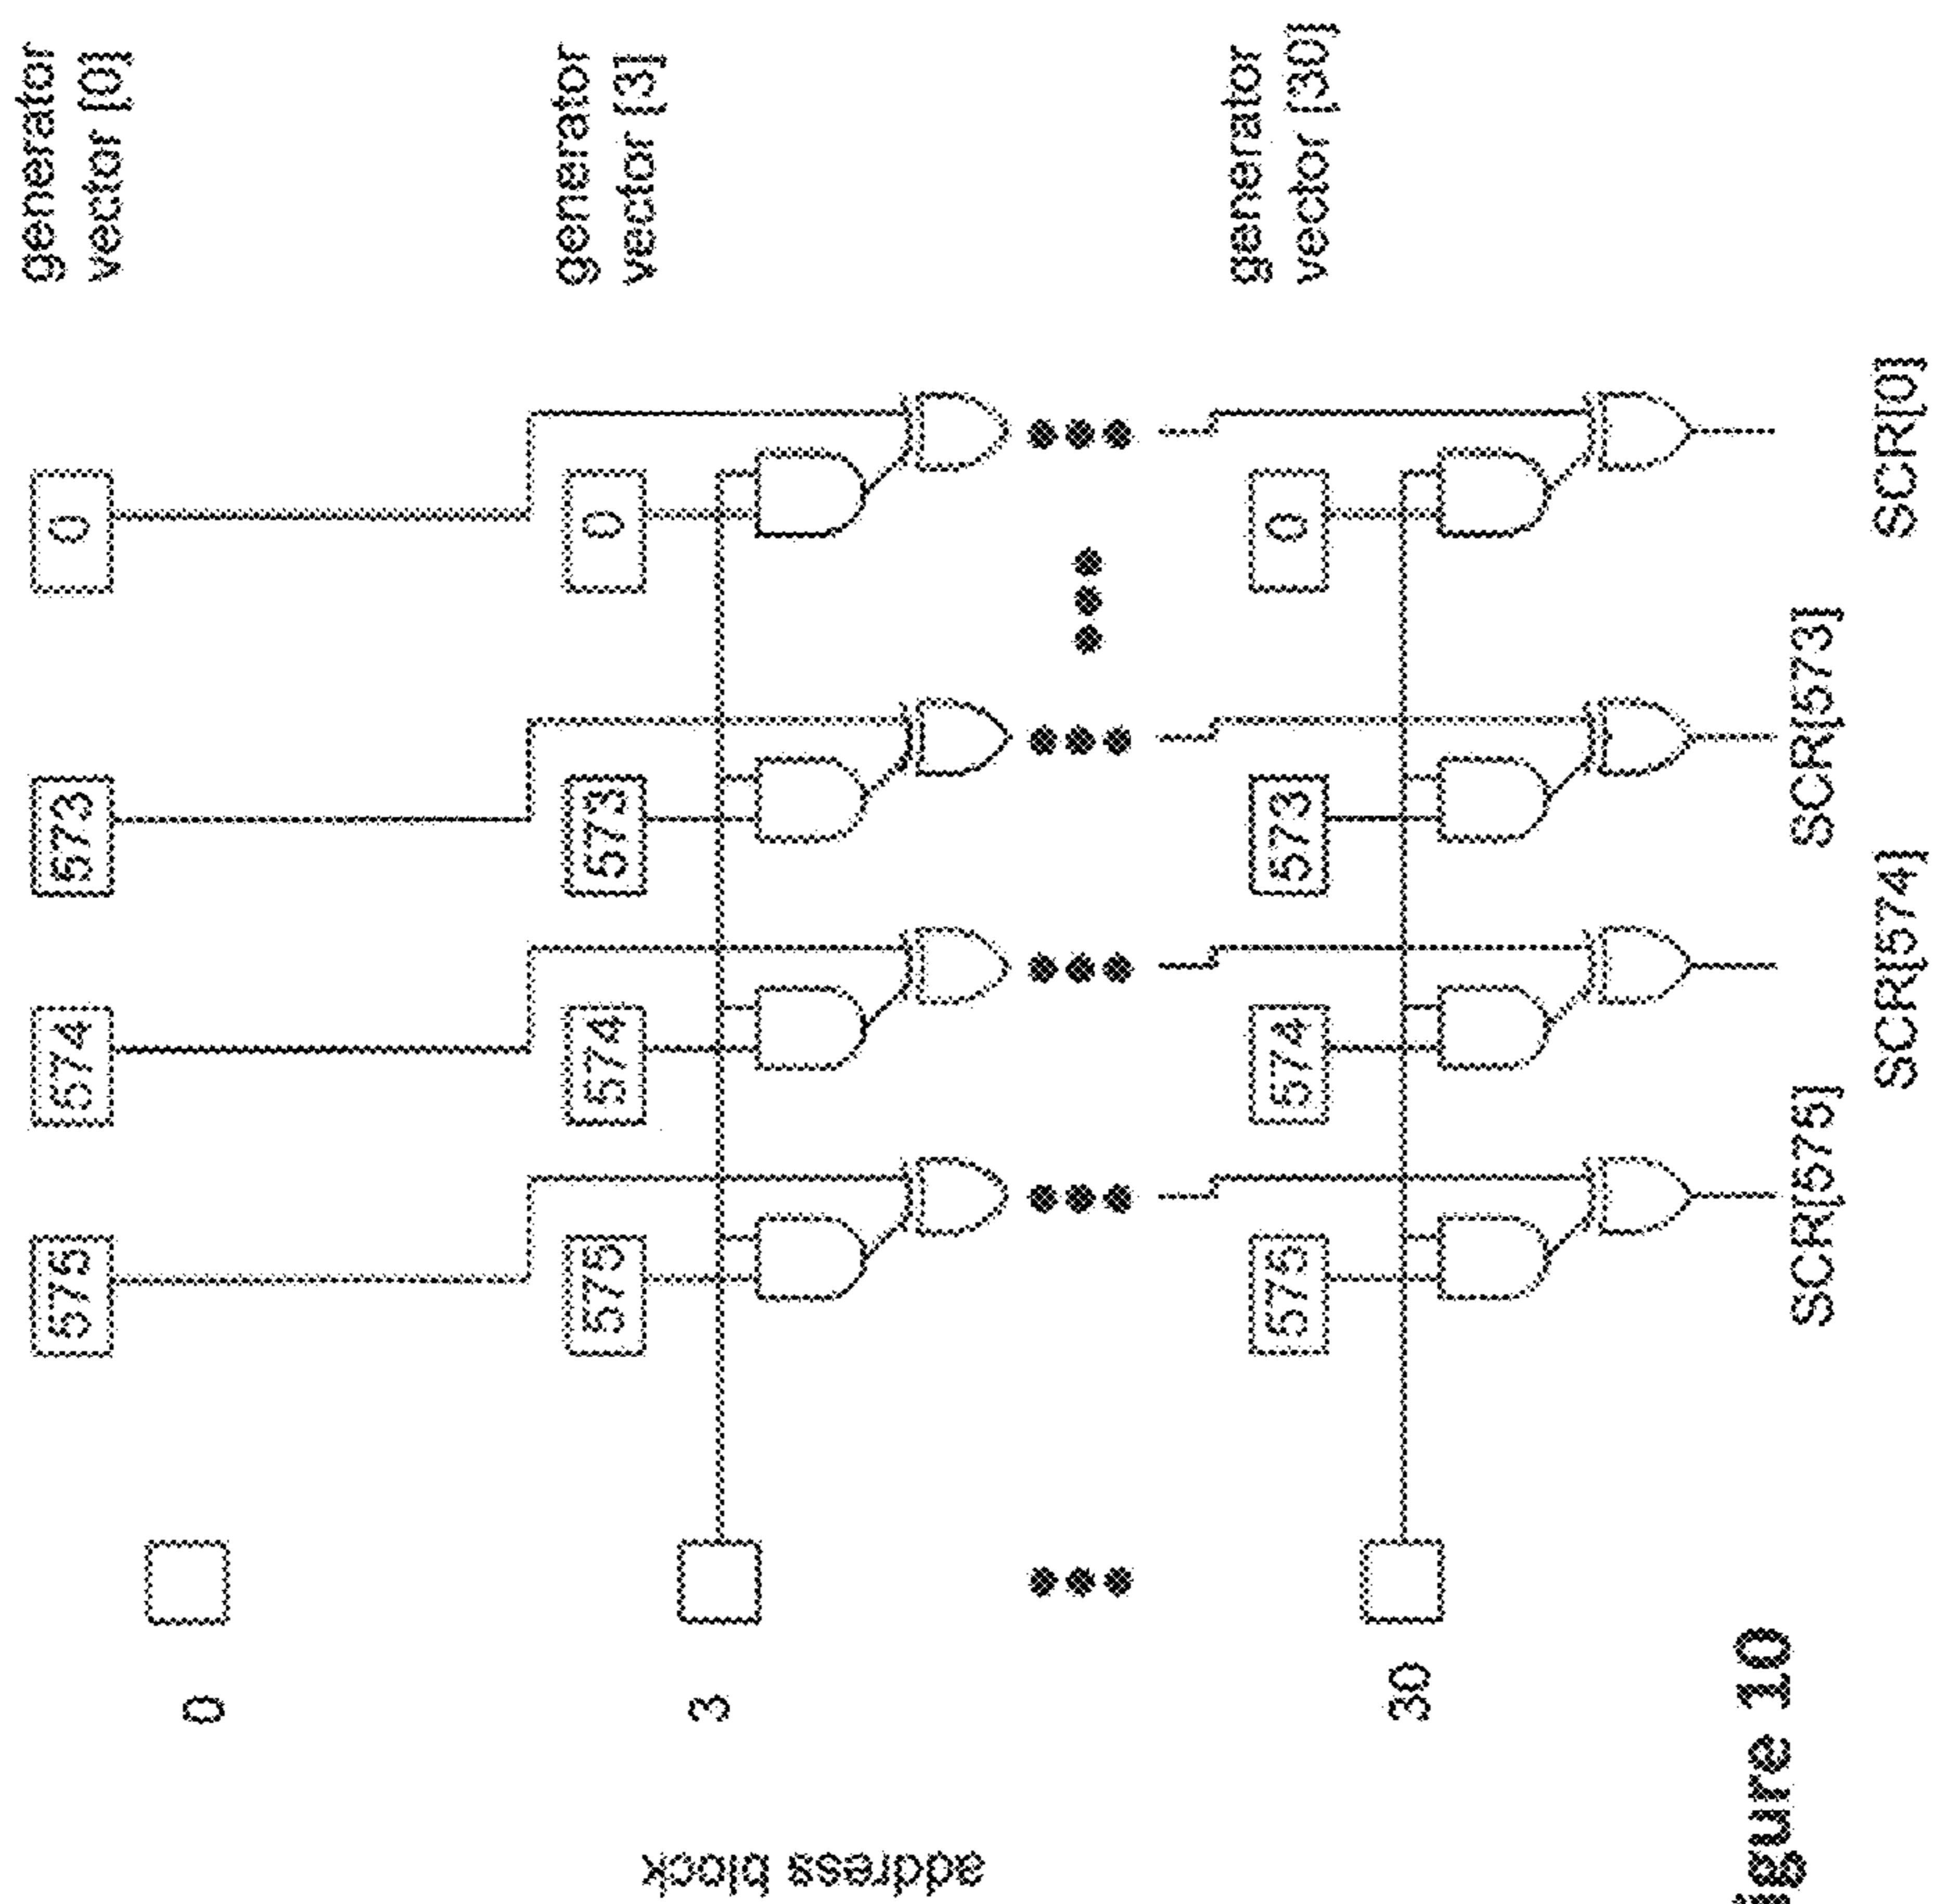 575
574
573
0
generator
vector [0]
0
575
574
573
0
generator
vector [3]
3
address block
575
574
573
0
generator
vector [30]
30
SCR[575]
SCR[574]
SCR[573]
SCR[0]
igure 10